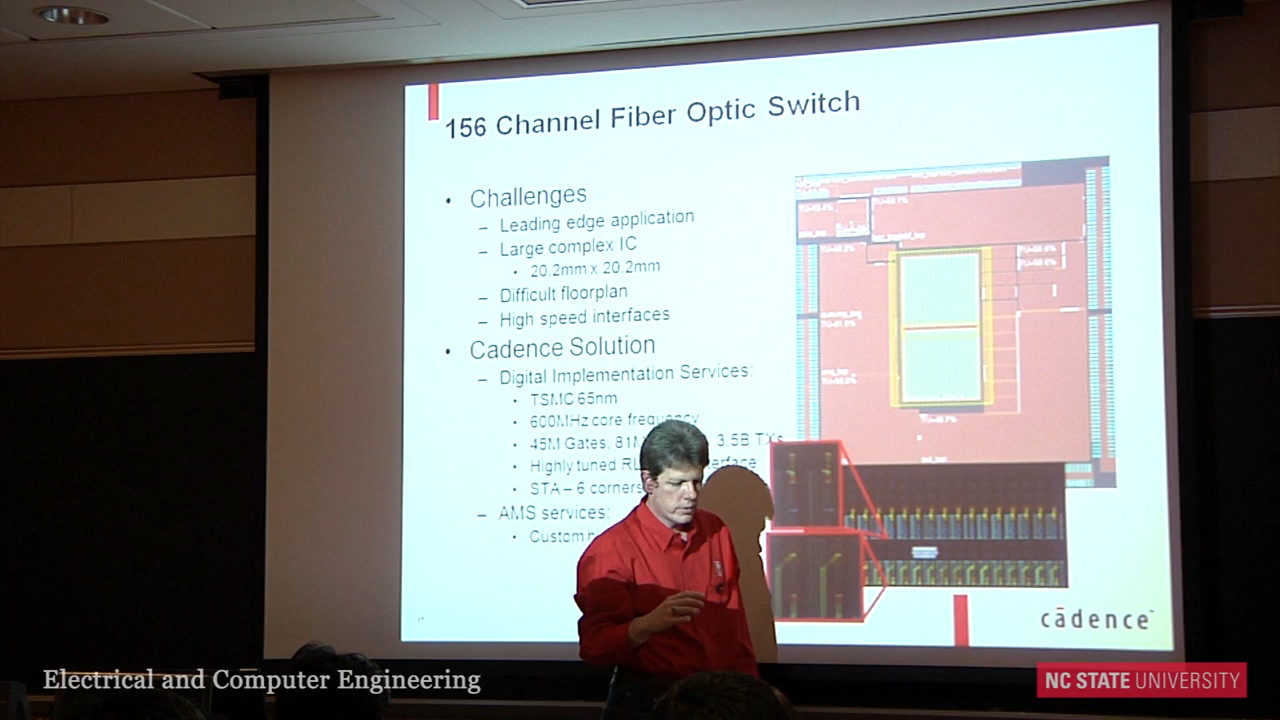 156 Channel Fiber Optic Switch
• Challenges
– Leading edge application
– Large complex IC
• 20.2mm x 20.2mm
– Difficult floorplan
– High speed interfaces
• Cadence Solution
– Digital Implementation Services:
• TSMC 65nm
• 600MHz core frequency
• 45M Gates, 81M 3.5B TXs
• Highly tuned
• STA – 6 corners
– AMS services:
• Custom
cādence
Electrical and Computer Engineering
NC STATE UNIVERSITY